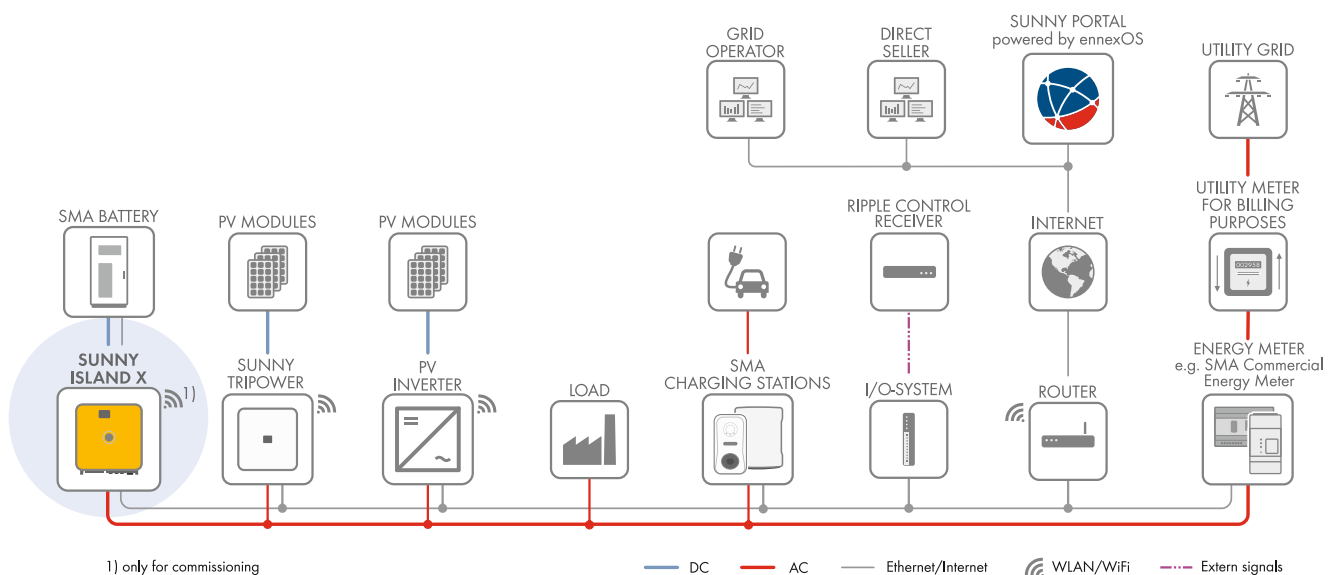 GRID
OPERATOR
DIRECT
SELLER
SUNNY PORTAL
powered by ennexOS
UTILITY GRID
SMA BATTERY
PV MODULES
PV MODULES
RIPPLE CONTROL
RECEIVER
INTERNET
UTILITY METER
FOR BILLING
PURPOSES
SUNNY
ISLAND X
1)
SUNNY
TRIPOWER
PV
INVERTER
LOAD
SMA
CHARGING STATIONS
I/O-SYSTEM
ROUTER
ENERGY METER
e.g. SMA Commercial
Energy Meter
1) only for commissioning
DC
AC
Ethernet/Internet
WLAN/WiFi
Extern signals